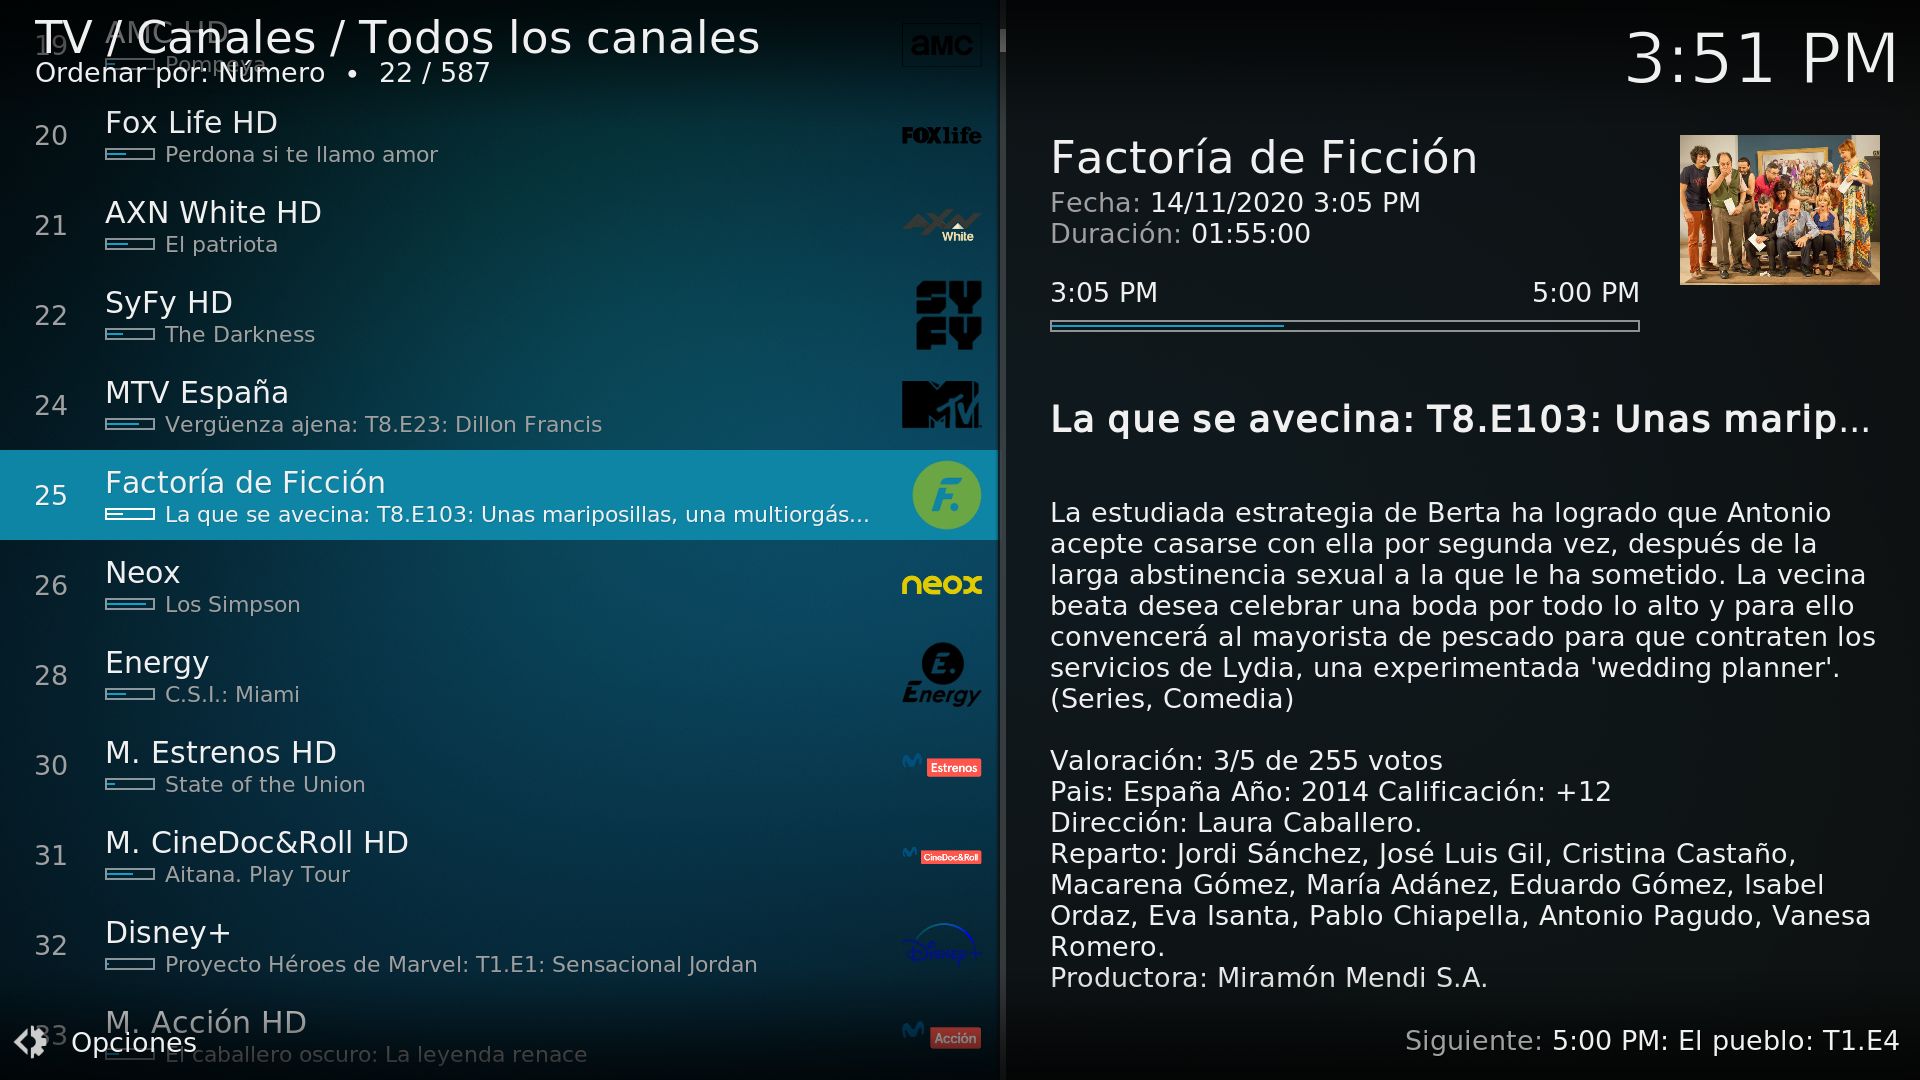 TV / Canales / Todos los canales
Ordenar por: Número • 22 / 587
3:51 PM
19 AMC HD
Pompeya
aMC
20 Fox Life HD
Perdona si te llamo amor
FOXlife
21 AXN White HD
El patriota
AXN White
22 SyFy HD
The Darkness
SYFY
24 MTV España
Vergüenza ajena: T8.E23: Dillon Francis
MTV
25 Factoría de Ficción
La que se avecina: T8.E103: Unas mariposillas, una multiorgás...
F.
26 Neox
Los Simpson
neox
28 Energy
C.S.I.: Miami
E. Energy
30 M. Estrenos HD
State of the Union
Estrenos
31 M. CineDoc&Roll HD
Aitana. Play Tour
CineDoc&Roll
32 Disney+
Proyecto Héroes de Marvel: T1.E1: Sensacional Jordan
Disney+
33 M. Acción HD
El caballero oscuro: La leyenda renace
Acción
Opciones
Factoría de Ficción
Fecha: 14/11/2020 3:05 PM
Duración: 01:55:00
3:05 PM 5:00 PM
La que se avecina: T8.E103: Unas marip...
La estudiada estrategia de Berta ha logrado que Antonio
acepte casarse con ella por segunda vez, después de la
larga abstinencia sexual a la que le ha sometido. La vecina
beata desea celebrar una boda por todo lo alto y para ello
convencerá al mayorista de pescado para que contraten los
servicios de Lydia, una experimentada 'wedding planner'.
(Series, Comedia)
Valoración: 3/5 de 255 votos
Pais: España Año: 2014 Calificación: +12
Dirección: Laura Caballero.
Reparto: Jordi Sánchez, José Luis Gil, Cristina Castaño,
Macarena Gómez, María Adánez, Eduardo Gómez, Isabel
Ordaz, Eva Isanta, Pablo Chiapella, Antonio Pagudo, Vanesa
Romero.
Productora: Miramón Mendi S.A.
Siguiente: 5:00 PM: El pueblo: T1.E4